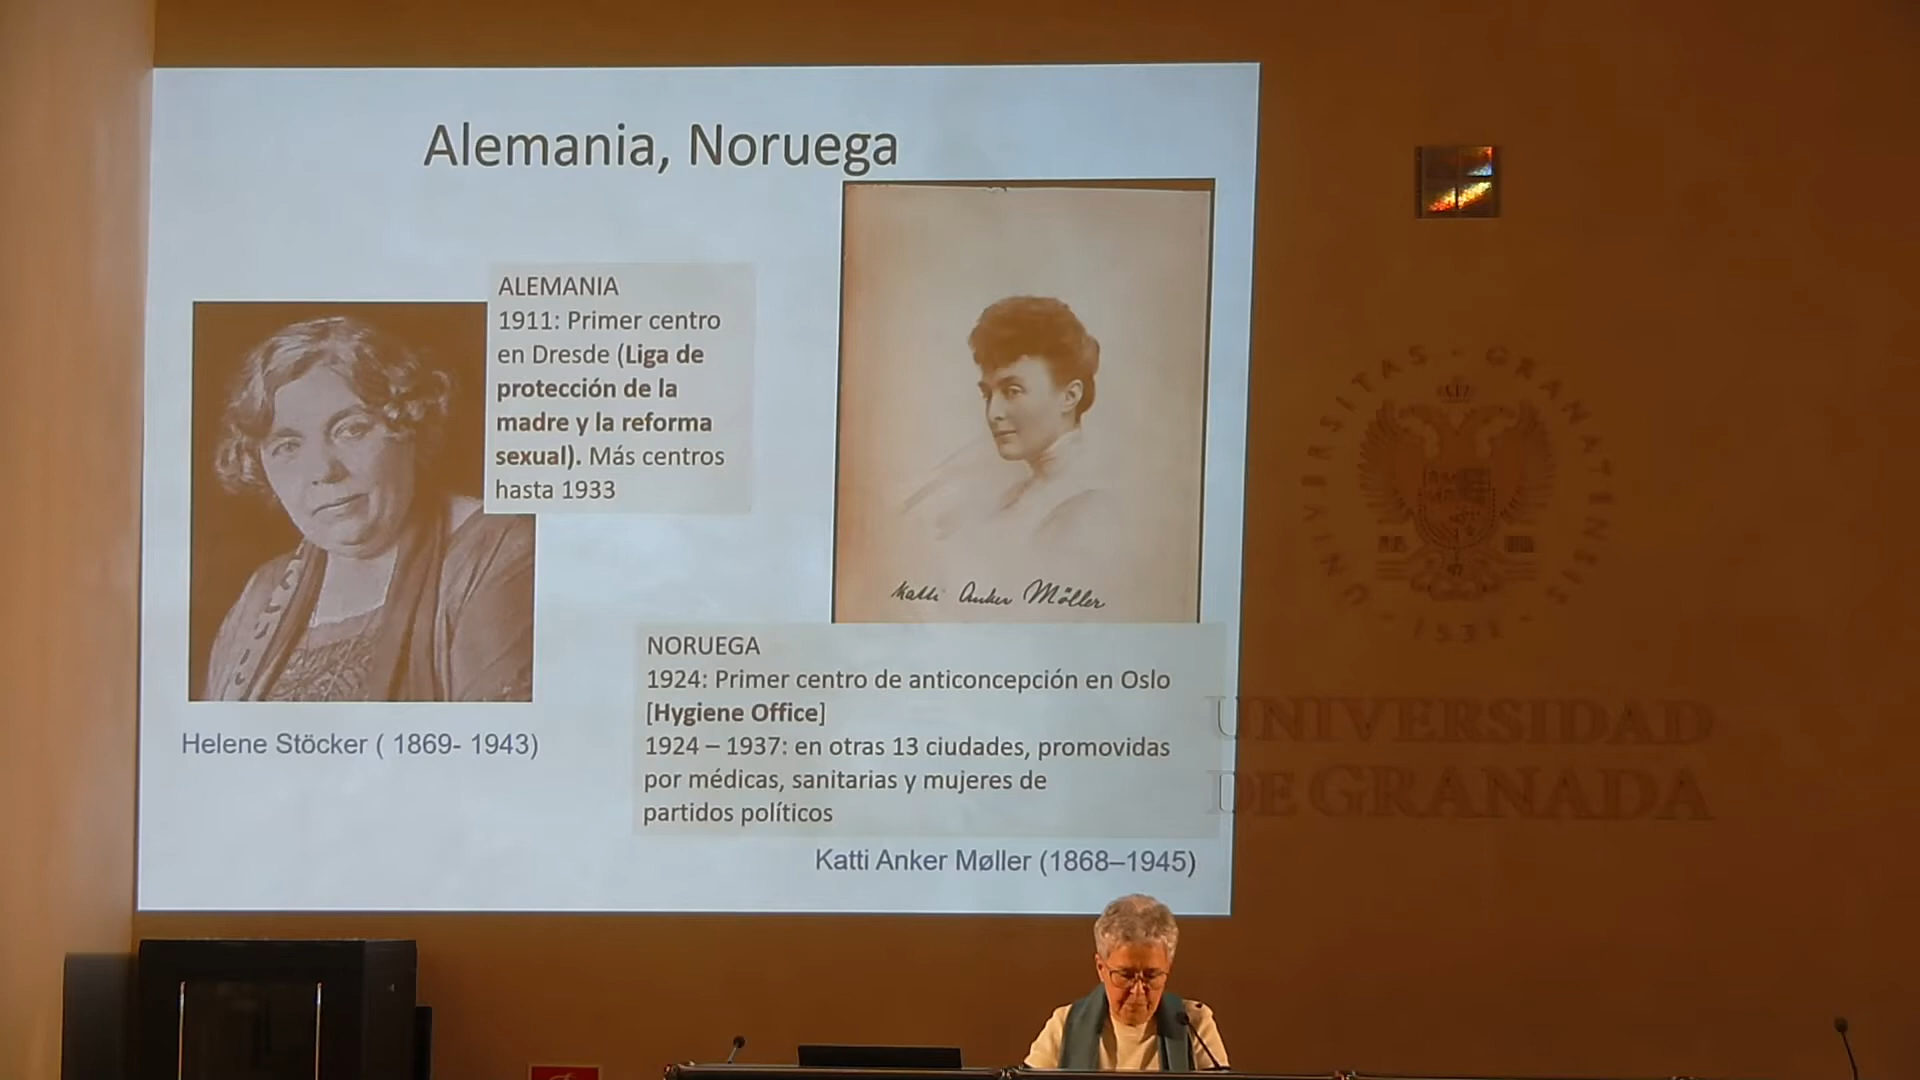 Alemania, Noruega
ALEMANIA
1911: Primer centro
en Dresde (Liga de
protección de la
madre y la reforma
sexual). Más centros
hasta 1933
Helene Stöcker ( 1869- 1943)
Katti Anker Möller
NORUEGA
1924: Primer centro de anticoncepción en Oslo
[Hygiene Office]
1924 – 1937: en otras 13 ciudades, promovidas
por médicas, sanitarias y mujeres de
partidos políticos
Katti Anker Møller (1868–1945)
UNIVERSITAS - GRANATENSIS
- 1531 -
UNIVERSIDAD
DE GRANADA